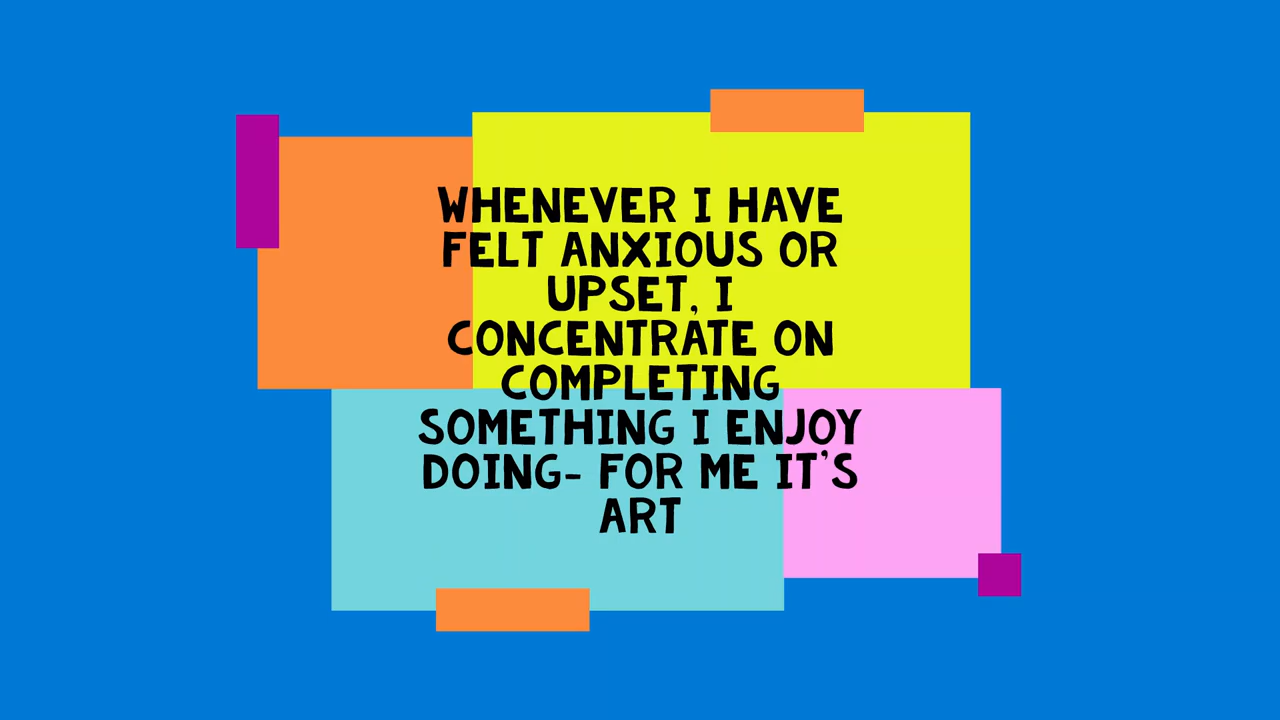 WHENEVER I HAVE
FELT ANXIOUS OR
UPSET, I
CONCENTRATE ON
COMPLETING
SOMETHING I ENJOY
DOING- FOR ME IT'S
ART